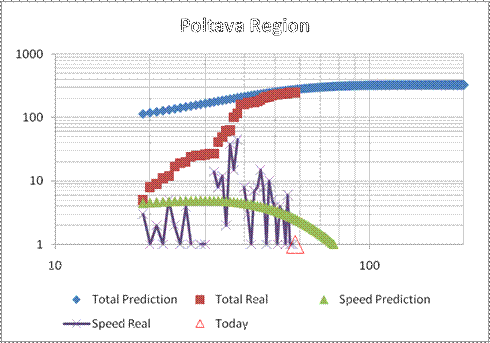 Poltava Region
1000
100
10
1
10
100
Total Prediction
Total Real
Speed Prediction
Speed Real
Today